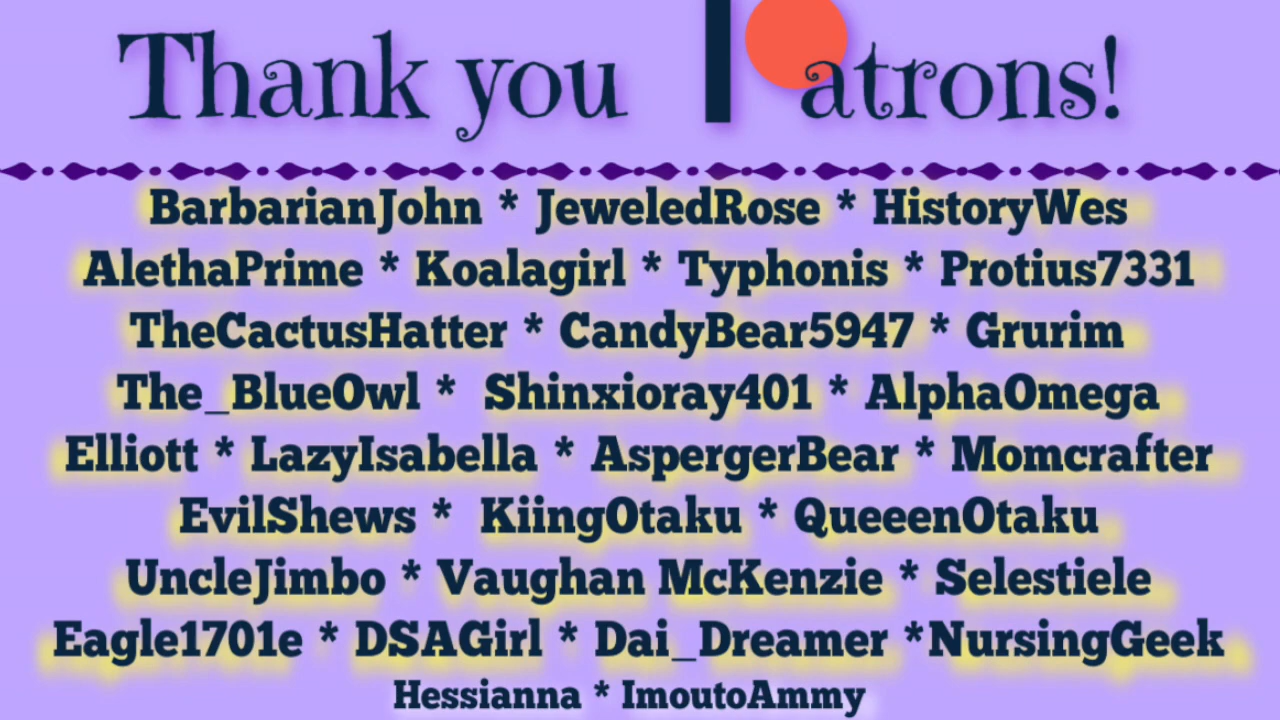 Thank you Patrons!
BarbarianJohn * JeweledRose * HistoryWes
AlethaPrime * Koalagirl * Typhonis * Protius7331
TheCactusHatter * CandyBear5947 * Grurim
The_BlueOwl * Shinxioray401 * AlphaOmega
Elliott * LazyIsabella * AspergerBear * Momcrafter
EvilShews * KiingOtaku * QueeenOtaku
UncleJimbo * Vaughan McKenzie * Selestiele
Eagle1701e * DSAGirl * Dai_Dreamer *NursingGeek
Hessianna * ImoutoAmmy